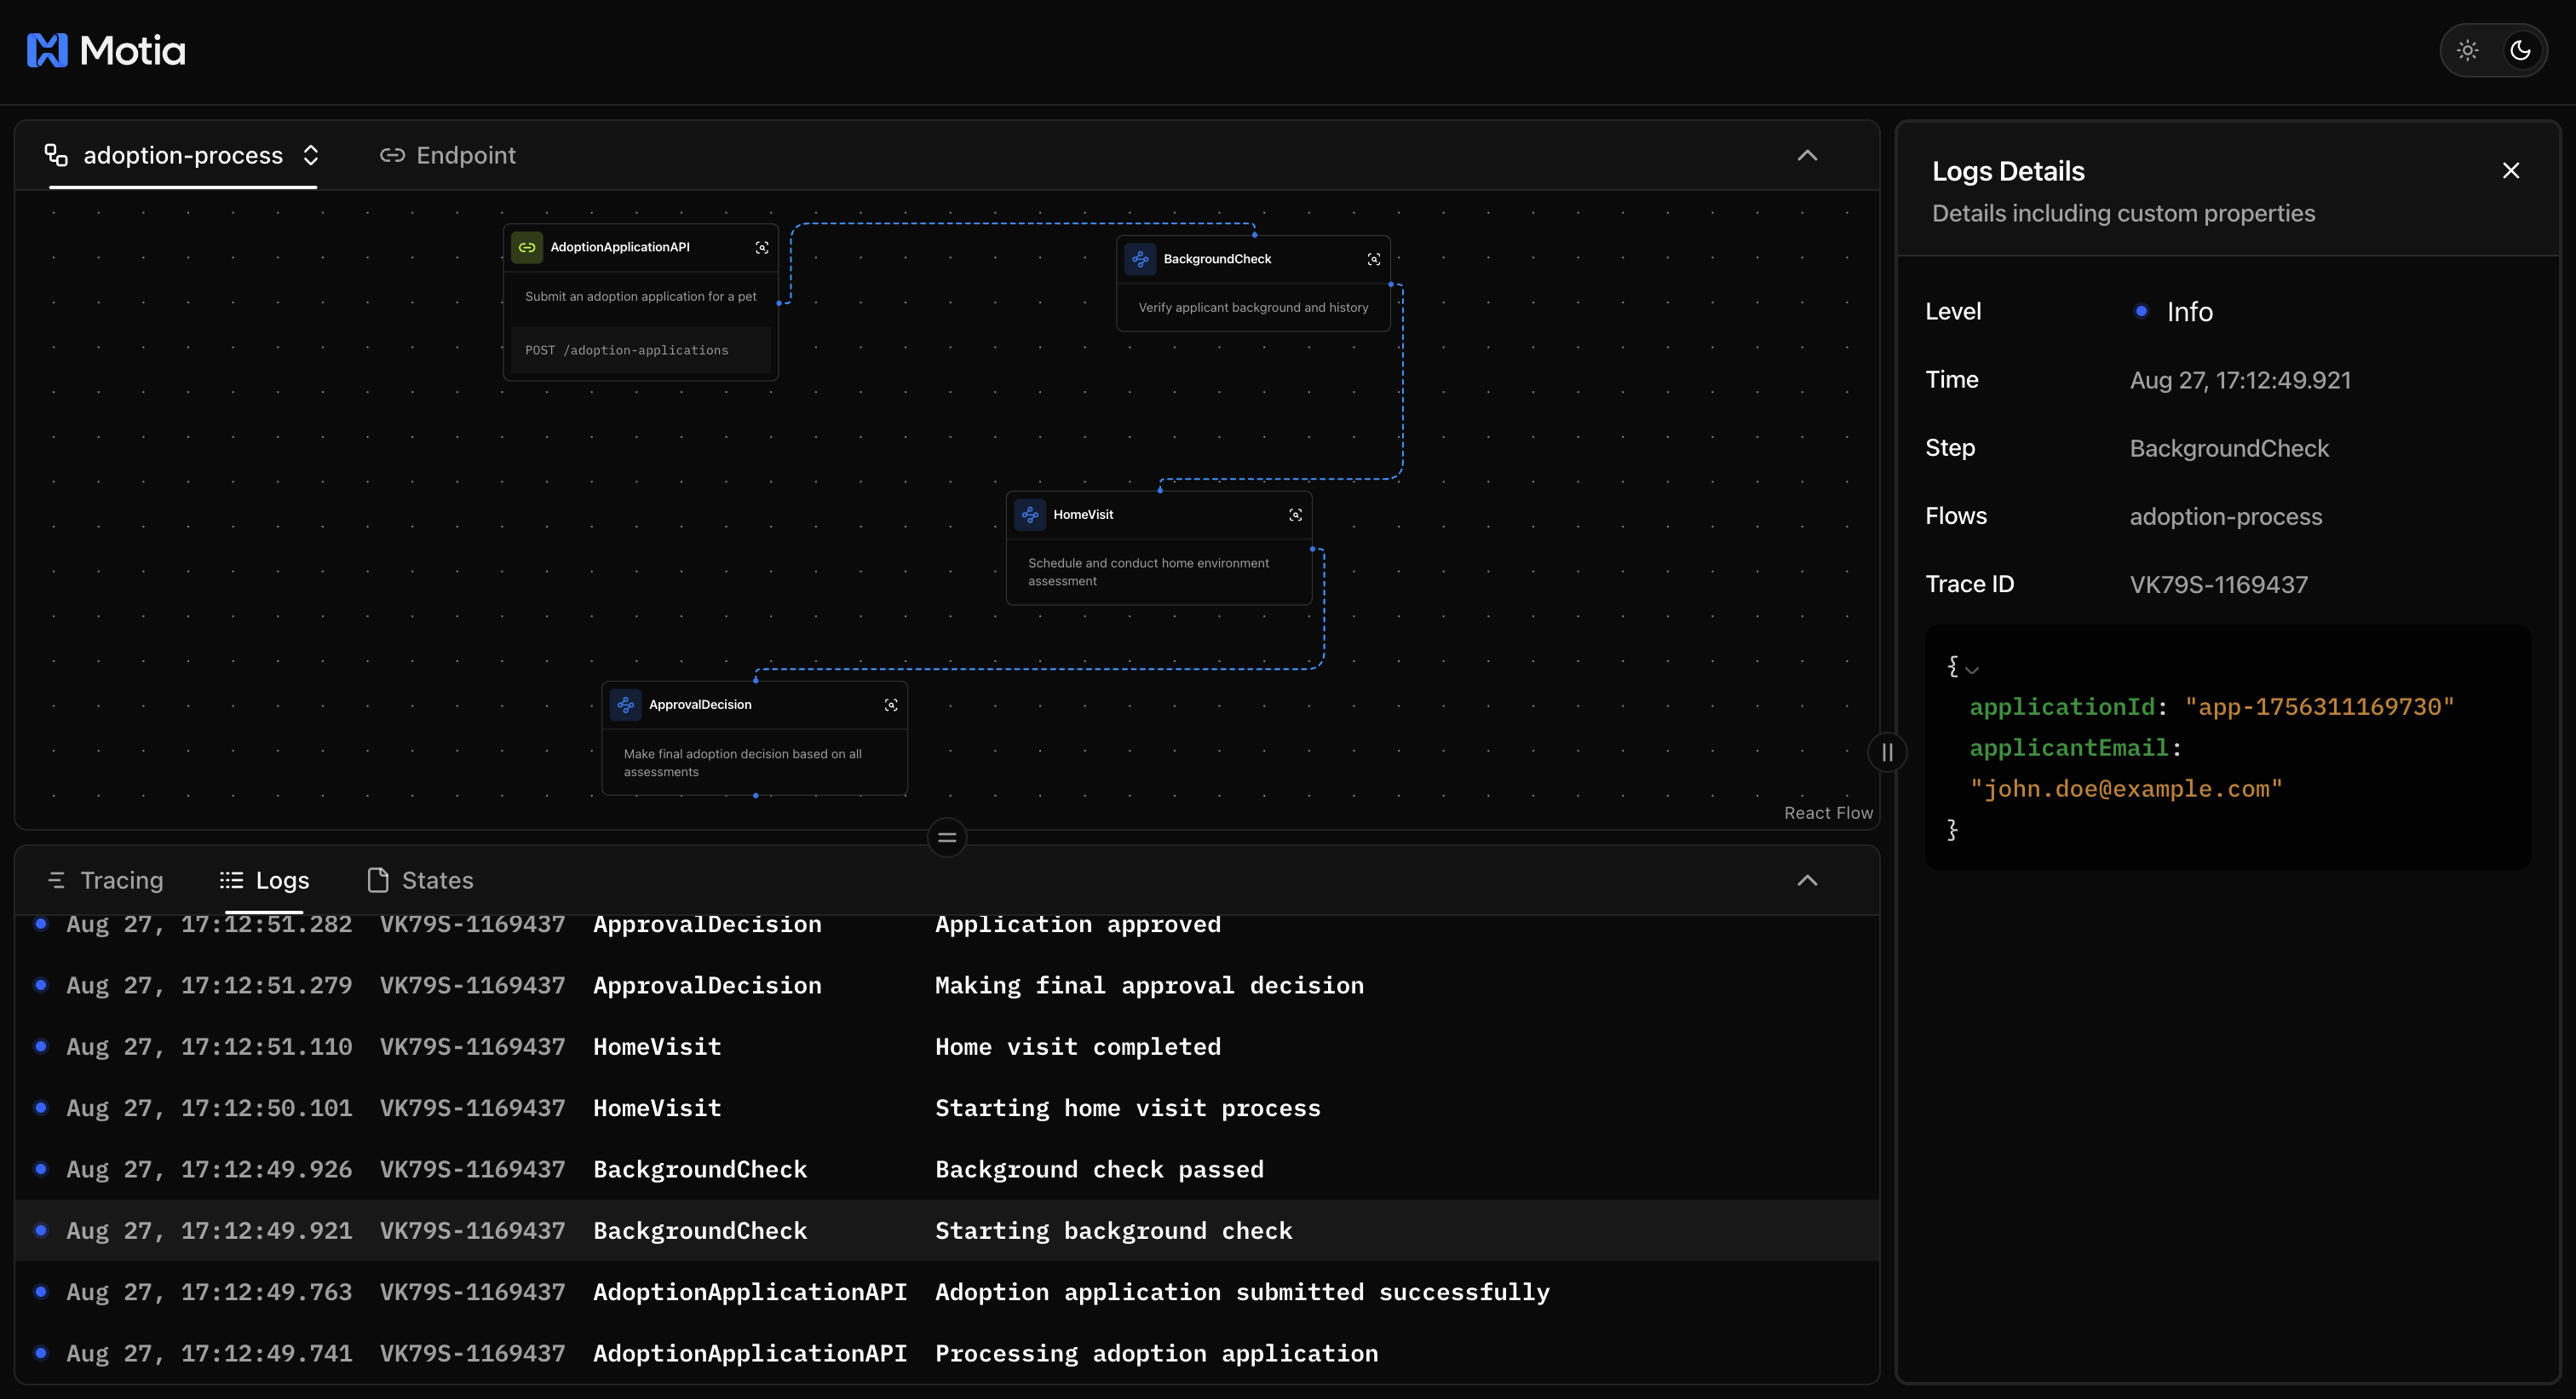 Motia
adoption-process
Endpoint
AdoptionApplicationAPI
Submit an adoption application for a pet
POST /adoption-applications
BackgroundCheck
Verify applicant background and history
HomeVisit
Schedule and conduct home environment
assessment
ApprovalDecision
Make final adoption decision based on all
assessments
React Flow
Tracing
Logs
States
Aug 27, 17:12:51.282 VK79S-1169437 ApprovalDecision Application approved
Aug 27, 17:12:51.279 VK79S-1169437 ApprovalDecision Making final approval decision
Aug 27, 17:12:51.110 VK79S-1169437 HomeVisit Home visit completed
Aug 27, 17:12:50.101 VK79S-1169437 HomeVisit Starting home visit process
Aug 27, 17:12:49.926 VK79S-1169437 BackgroundCheck Background check passed
Aug 27, 17:12:49.921 VK79S-1169437 BackgroundCheck Starting background check
Aug 27, 17:12:49.763 VK79S-1169437 AdoptionApplicationAPI Adoption application submitted successfully
Aug 27, 17:12:49.741 VK79S-1169437 AdoptionApplicationAPI Processing adoption application
Logs Details
Details including custom properties
Level Info
Time Aug 27, 17:12:49.921
Step BackgroundCheck
Flows adoption-process
Trace ID VK79S-1169437
{
applicationId: "app-1756311169730"
applicantEmail:
"john.doe@example.com"
}